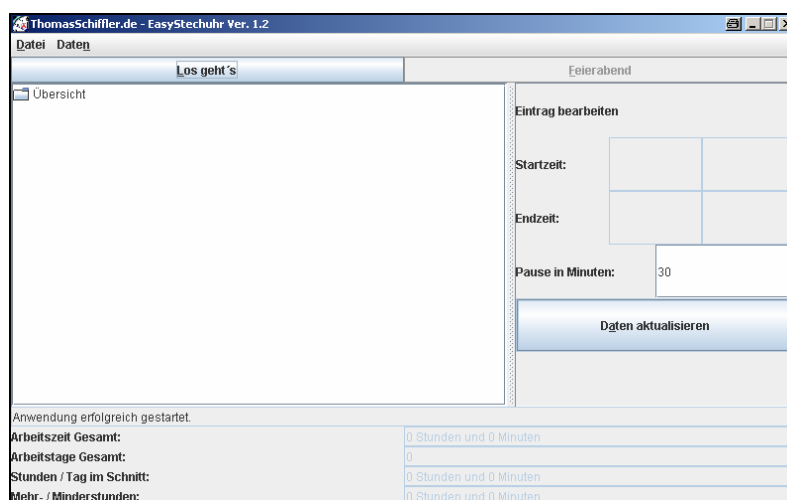 ThomasSchiffler.de - EasyStechuhr Ver. 1.2
Datei Daten
Los geht´s Feierabend
Übersicht
Eintrag bearbeiten
Startzeit:
Endzeit:
Pause in Minuten: 30
Daten aktualisieren
Anwendung erfolgreich gestartet.
Arbeitszeit Gesamt: 0 Stunden und 0 Minuten
Arbeitstage Gesamt: 0
Stunden / Tag im Schnitt: 0 Stunden und 0 Minuten
Mehr- / Minderstunden: 0 Stunden und 0 Minuten